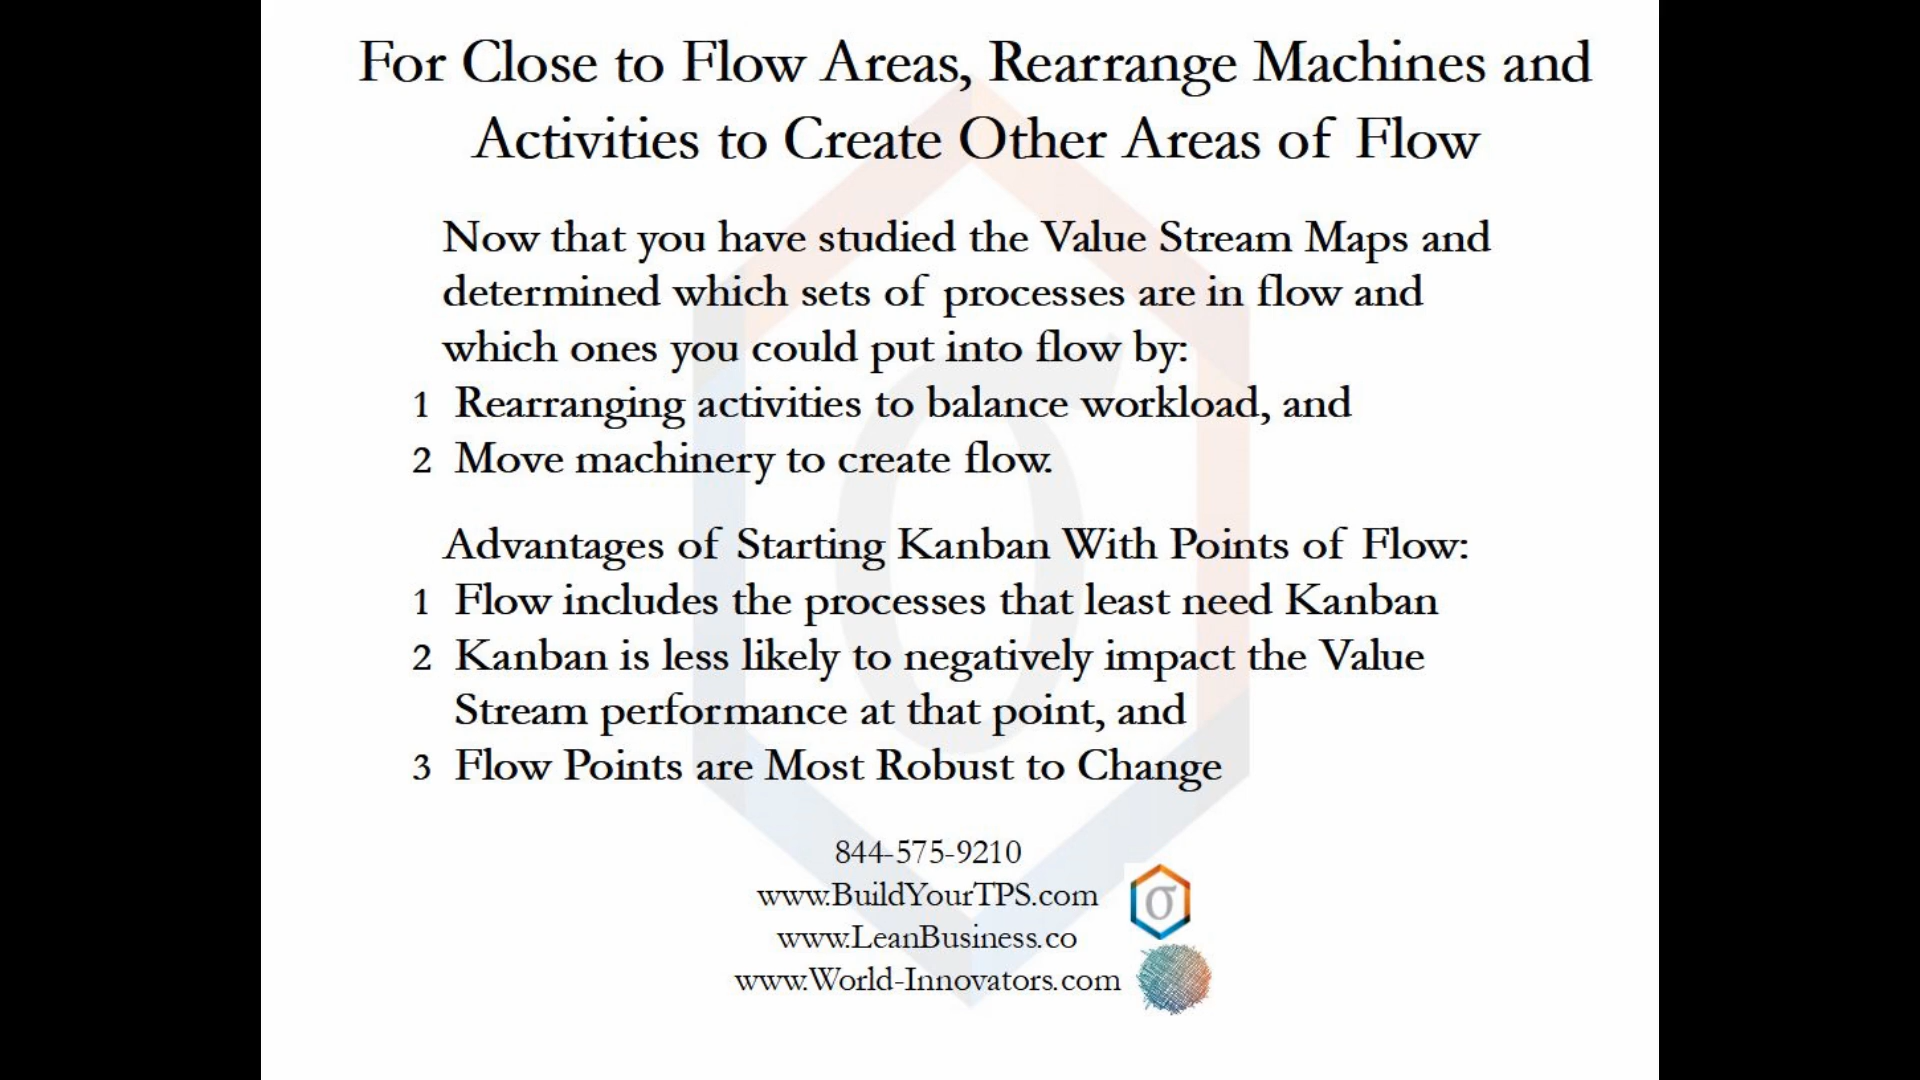 For Close to Flow Areas, Rearrange Machines and
Activities to Create Other Areas of Flow
Now that you have studied the Value Stream Maps and
determined which sets of processes are in flow and
which ones you could put into flow by:
1 Rearranging activities to balance workload, and
2 Move machinery to create flow.
Advantages of Starting Kanban With Points of Flow:
1 Flow includes the processes that least need Kanban
2 Kanban is less likely to negatively impact the Value
Stream performance at that point, and
3 Flow Points are Most Robust to Change
844-575-9210
www.BuildYourTPS.com
σ
www.LeanBusiness.co
www.World-Innovators.com